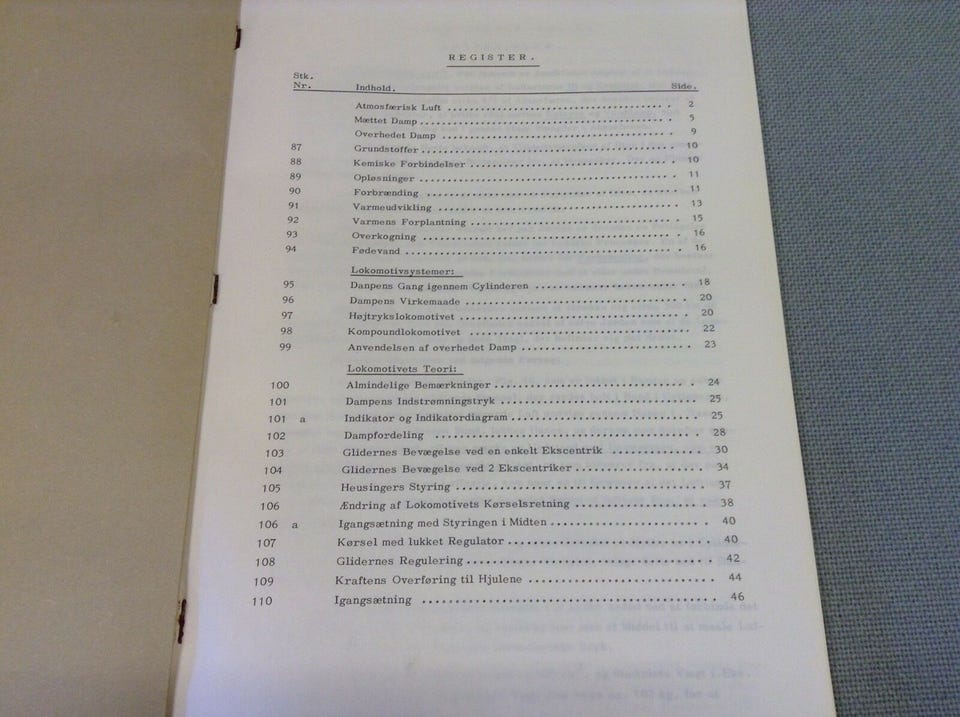 REGISTER.
Stk.
Nr. Indhold. Side.
Atmosfærisk Luft ........................................ 2
Mættet Damp ........................................ 5
Overhedet Damp ........................................ 9
87 Grundstoffer ........................................ 10
88 Kemiske Forbindelser ........................................ 10
89 Opløsninger ........................................ 11
90 Forbrænding ........................................ 11
91 Varmeudvikling ........................................ 13
92 Varmens Forplantning ........................................ 15
93 Overkogning ........................................ 16
94 Fødevand ........................................ 16
Lokomotivsystemer:
95 Danpens Gang igennem Cylinderen ........................................ 18
96 Dampens Virkemaade ........................................ 20
97 Højtrykslokomotivet ........................................ 20
98 Kompoundlokomotivet ........................................ 22
99 Anvendelsen af overhedet Damp ........................................ 23
Lokomotivets Teori:
100 Almindelige Bemærkninger ........................................ 24
101 Dampens Indstrømningstryk ........................................ 25
101 a Indikator og Indikatordiagram ........................................ 25
102 Dampfordeling ........................................ 28
103 Glidernes Bevægelse ved en enkelt Ekscentrik ........................................ 30
104 Glidernes Bevægelse ved 2 Ekscentriker ........................................ 34
105 Heusingers Styring ........................................ 37
106 Ændring af Lokomotivets Kørselsretning ........................................ 38
106 a Igangsætning med Styringen i Midten ........................................ 40
107 Kørsel med lukket Regulator ........................................ 40
108 Glidernes Regulering ........................................ 42
109 Kraftens Overføring til Hjulene ........................................ 44
110 Igangsætning ........................................ 46